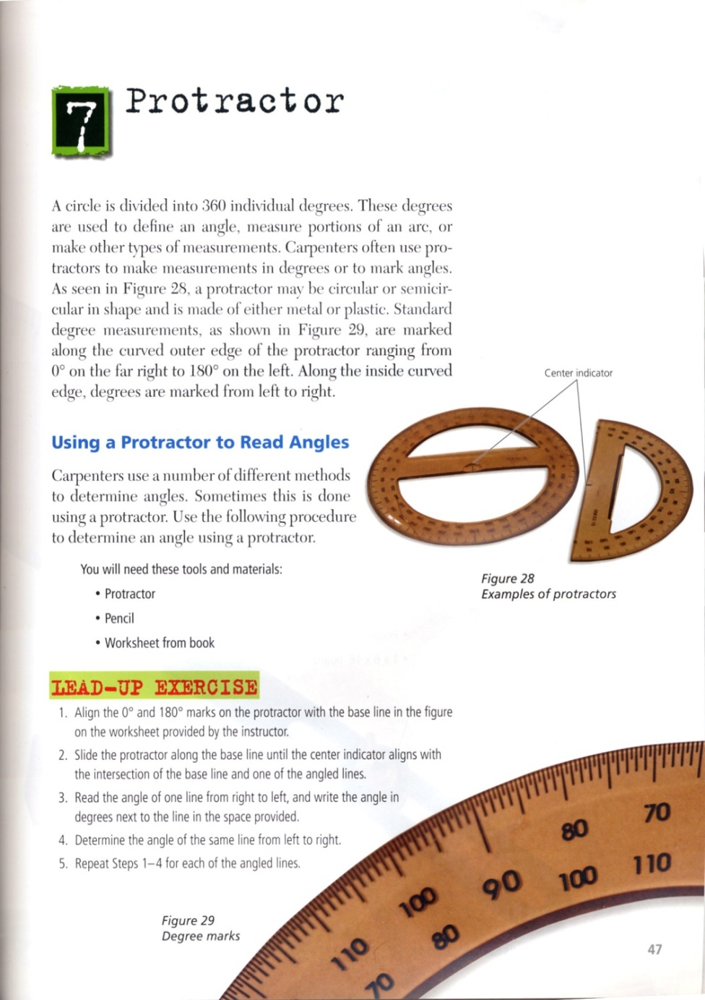 7 Protractor
A circle is divided into 360 individual degrees. These degrees
are used to define an angle, measure portions of an arc, or
make other types of measurements. Carpenters often use pro-
tractors to make measurements in degrees or to mark angles.
As seen in Figure 28, a protractor may be circular or semicir-
cular in shape and is made of either metal or plastic. Standard
degree measurements, as shown in Figure 29, are marked
along the curved outer edge of the protractor ranging from
0° on the far right to 180° on the left. Along the inside curved
edge, degrees are marked from left to right.
Center indicator
Using a Protractor to Read Angles
Carpenters use a number of different methods
to determine angles. Sometimes this is done
using a protractor. Use the following procedure
to determine an angle using a protractor.
You will need these tools and materials:
• Protractor
• Pencil
• Worksheet from book
Figure 28
Examples of protractors
LEAD-UP EXERCISE
1. Align the 0° and 180° marks on the protractor with the base line in the figure
on the worksheet provided by the instructor.
2. Slide the protractor along the base line until the center indicator aligns with
the intersection of the base line and one of the angled lines.
3. Read the angle of one line from right to left, and write the angle in
degrees next to the line in the space provided.
4. Determine the angle of the same line from left to right.
5. Repeat Steps 1–4 for each of the angled lines.
110 100 90 80 70
70 80 100 110
Figure 29
Degree marks
47